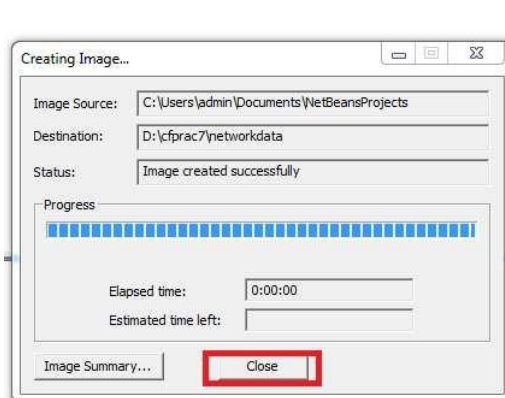 Creating Image...
Image Source: C:\Users\admin\Documents\NetBeansProjects
Destination: D:\cfprac7\networkdata
Status: Image created successfully
Progress
Elapsed time: 0:00:00
Estimated time left:
Image Summary... Close